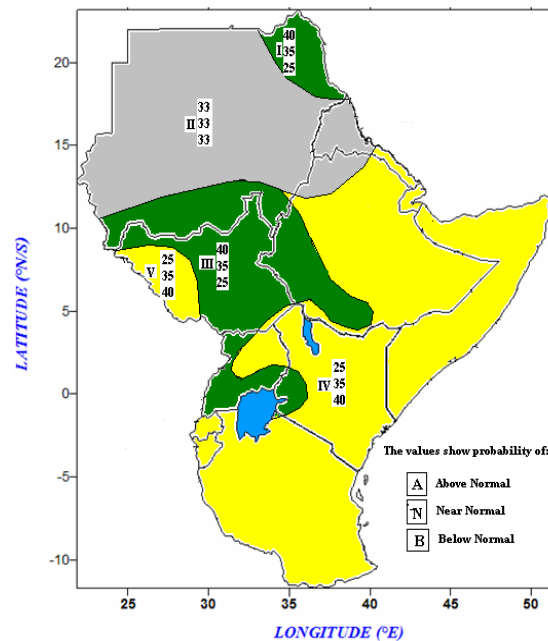 20
15
10
5
0
-5
-10
LATITUDE (°N/S)
I
40
35
25
II
33
33
33
III
40
35
25
V
25
35
40
IV
25
35
40
The values show probability of:
A Above Normal
N Near Normal
B Below Normal
25 30 35 40 45 50
LONGITUDE (°E)